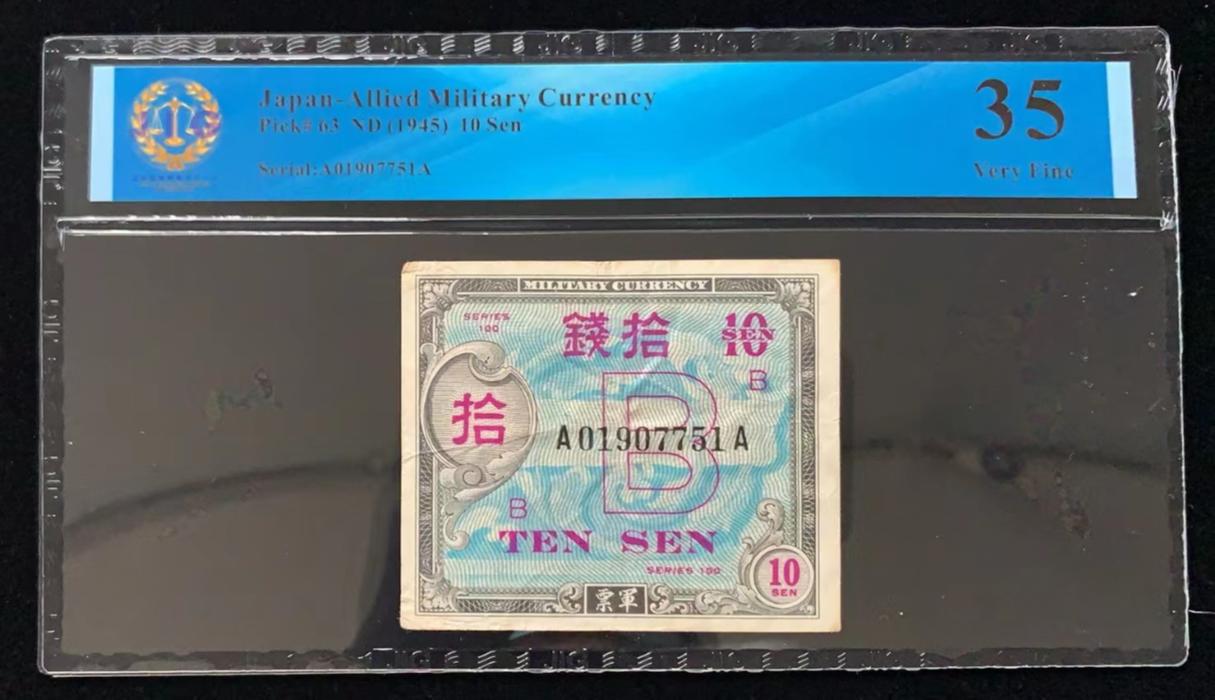 Japan-Allied Military Currency
Pick# 63 ND (1945) 10 Sen
Serial:A01907751A
35
Very Fine
MILITARY CURRENCY
SERIES
100
錢拾
10
SEN
B
拾
B
A01907751A
B
TEN SEN
SERIES 100
10
SEN
票軍